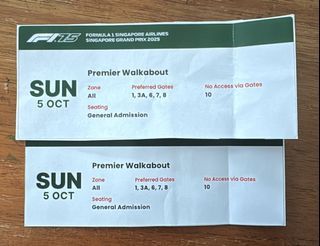 F1 75
FORMULA 1 SINGAPORE AIRLINES
SINGAPORE GRAND PRIX 2025
SUN
5 OCT
Premier Walkabout
Zone Preferred Gates No Access via Gates
All 1, 3A, 6, 7, 8 10
Seating
General Admission
SUN
5 OCT
Premier Walkabout
Zone Preferred Gates No Access via Gates
All 1, 3A, 6, 7, 8 10
Seating
General Admission